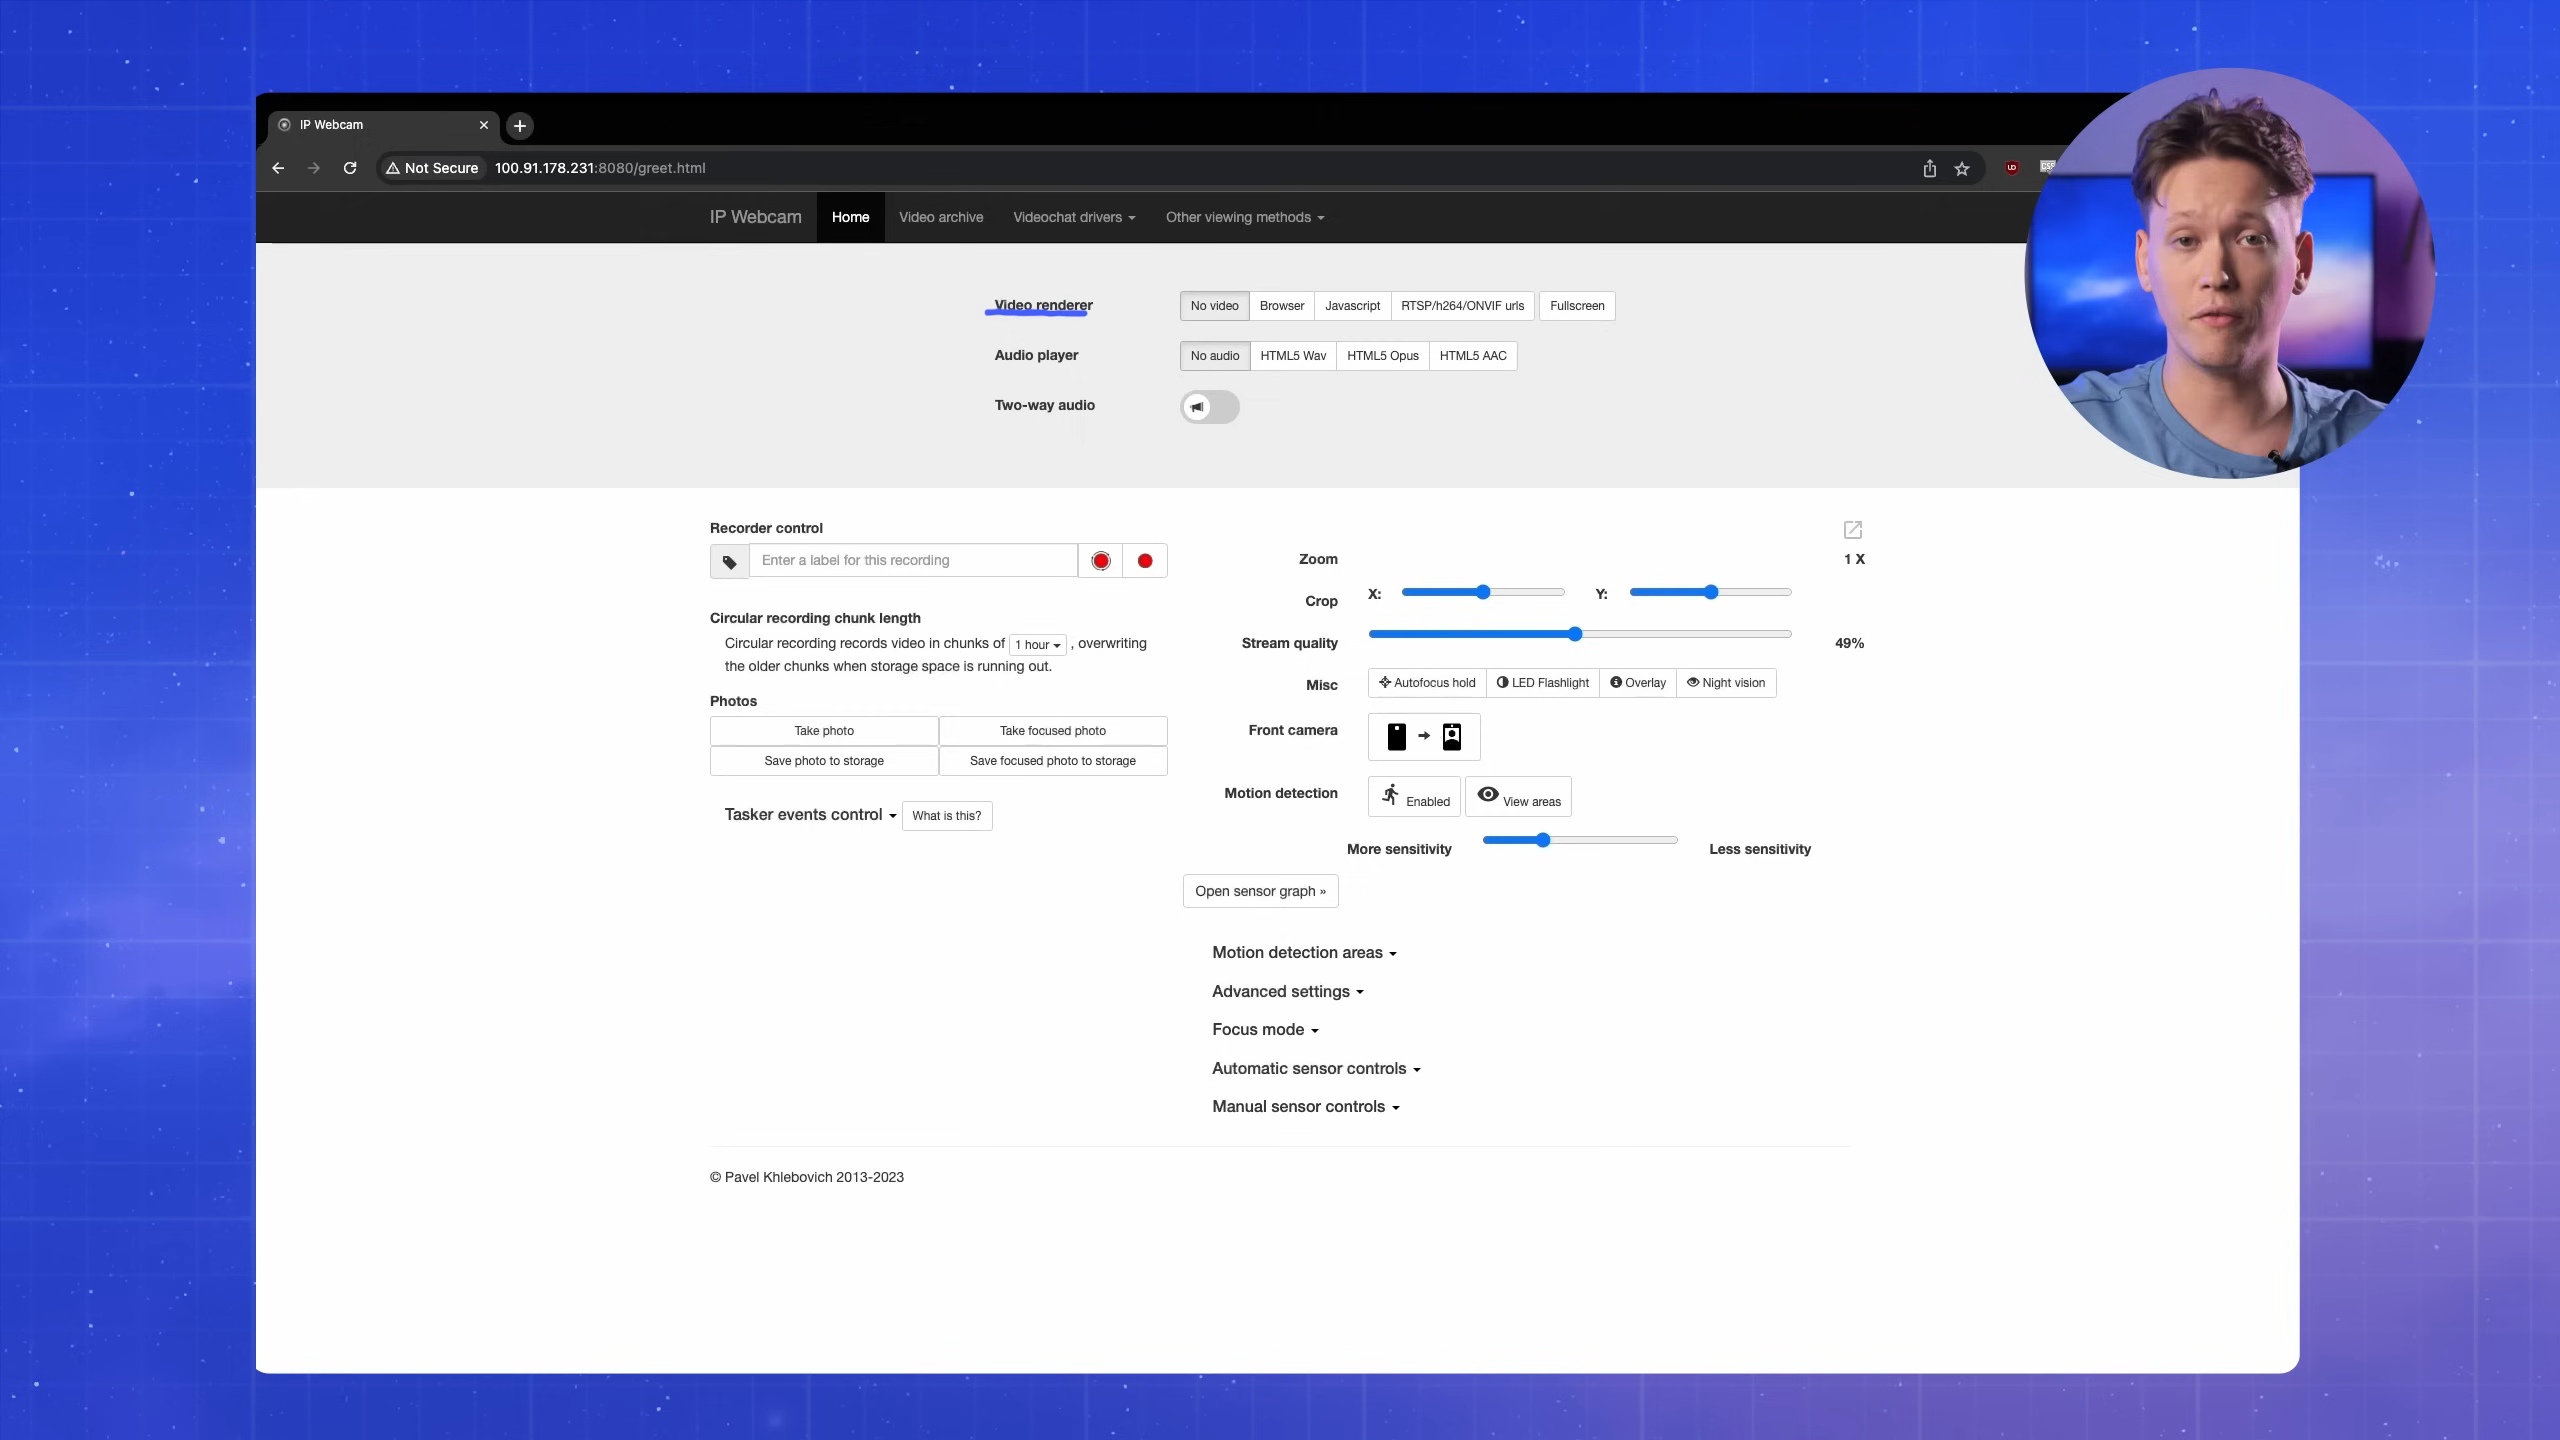 IP Webcam
Not Secure 100.91.178.231:8080/greet.html
IP Webcam Home Video archive Videochat drivers Other viewing methods
Video renderer No video Browser Javascript RTSP/h264/ONVIF urls Fullscreen
Audio player No audio HTML5 Wav HTML5 Opus HTML5 AAC
Two-way audio
Recorder control
Enter a label for this recording
Circular recording chunk length
Circular recording records video in chunks of 1 hour , overwriting
the older chunks when storage space is running out.
Photos
Take photo Take focused photo
Save photo to storage Save focused photo to storage
Tasker events control What is this?
Zoom 1 X
Crop X: Y:
Stream quality 49%
Misc Autofocus hold LED Flashlight Overlay Night vision
Front camera
Motion detection Enabled View areas
More sensitivity Less sensitivity
Open sensor graph »
Motion detection areas
Advanced settings
Focus mode
Automatic sensor controls
Manual sensor controls
© Pavel Khlebovich 2013-2023